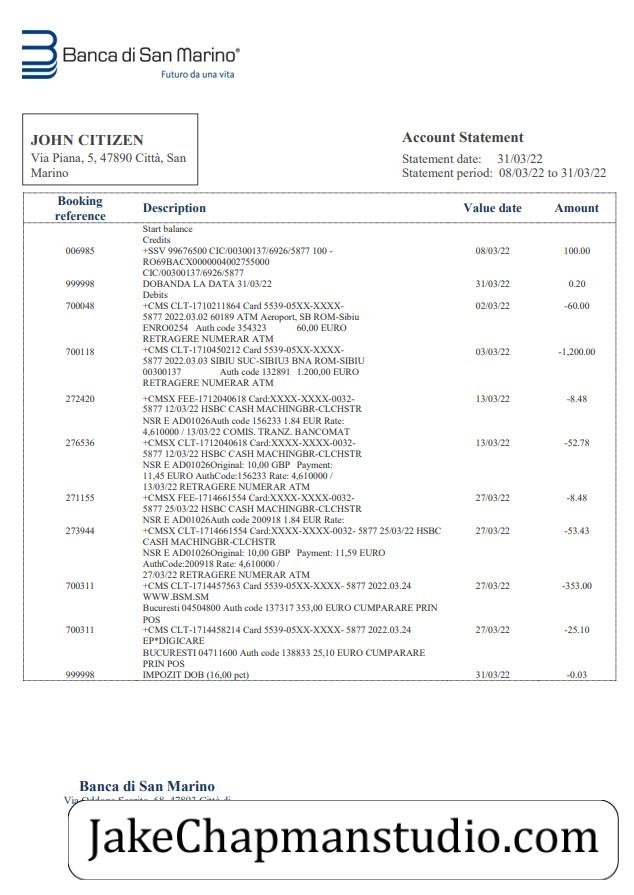 Banca di San Marino®
Futuro da una vita
JOHN CITIZEN
Via Piana, 5, 47890 Città, San
Marino
Account Statement
Statement date: 31/03/22
Statement period: 08/03/22 to 31/03/22
Booking reference Description Value date Amount
Start balance
Credits
006985 +SSV 99676500 CIC/00300137/6926/5877 100 - 08/03/22 100.00
RO69BACX0000004002755000
CIC/00300137/6926/5877
999998 DOBANDA LA DATA 31/03/22 31/03/22 0.20
Debits
700048 +CMS CLT-1710211864 Card 5539-05XX-XXXX- 02/03/22 -60.00
5877 2022.03.02 60189 ATM Aeroport, SB ROM-Sibiu
ENRO0254 Auth code 354323 60,00 EURO
RETRAGERE NUMERAR ATM
700118 +CMS CLT-1710450212 Card 5539-05XX-XXXX- 03/03/22 -1,200.00
5877 2022.03.03 SIBIU SUC-SIBIU3 BNA ROM-SIBIU
00300137 Auth code 132891 1.200,00 EURO
RETRAGERE NUMERAR ATM
272420 +CMSX FEE-1712040618 Card:XXXX-XXXX-0032- 13/03/22 -8.48
5877 12/03/22 HSBC CASH MACHINGBR-CLCHSTR
NSR E AD01026Auth code 156233 1.84 EUR Rate:
4,610000 / 13/03/22 COMIS. TRANZ. BANCOMAT
276536 +CMSX CLT-1712040618 Card:XXXX-XXXX-0032- 13/03/22 -52.78
5877 12/03/22 HSBC CASH MACHINGBR-CLCHSTR
NSR E AD01026Original: 10,00 GBP Payment:
11,45 EURO AuthCode:156233 Rate: 4,610000 /
13/03/22 RETRAGERE NUMERAR ATM
271155 +CMSX FEE-1714661554 Card:XXXX-XXXX-0032- 27/03/22 -8.48
5877 25/03/22 HSBC CASH MACHINGBR-CLCHSTR
NSR E AD01026Auth code 200918 1.84 EUR Rate:
273944 +CMSX CLT-1714661554 Card:XXXX-XXXX-0032- 5877 25/03/22 HSBC 27/03/22 -53.43
CASH MACHINGBR-CLCHSTR
NSR E AD01026Original: 10,00 GBP Payment: 11,59 EURO
AuthCode:200918 Rate: 4,610000 /
27/03/22 RETRAGERE NUMERAR ATM
700311 +CMS CLT-1714457563 Card 5539-05XX-XXXX- 5877 2022.03.24 27/03/22 -353.00
WWW.BSM.SM
Bucuresti 04504800 Auth code 137317 353,00 EURO CUMPARARE PRIN
POS
700311 +CMS CLT-1714458214 Card 5539-05XX-XXXX- 5877 2022.03.24 27/03/22 -25.10
EP*DIGICARE
BUCURESTI 04711600 Auth code 138833 25,10 EURO CUMPARARE
PRIN POS
999998 IMPOZIT DOB (16,00 pct) 31/03/22 -0.03
Banca di San Marino
JakeChapmanstudio.com